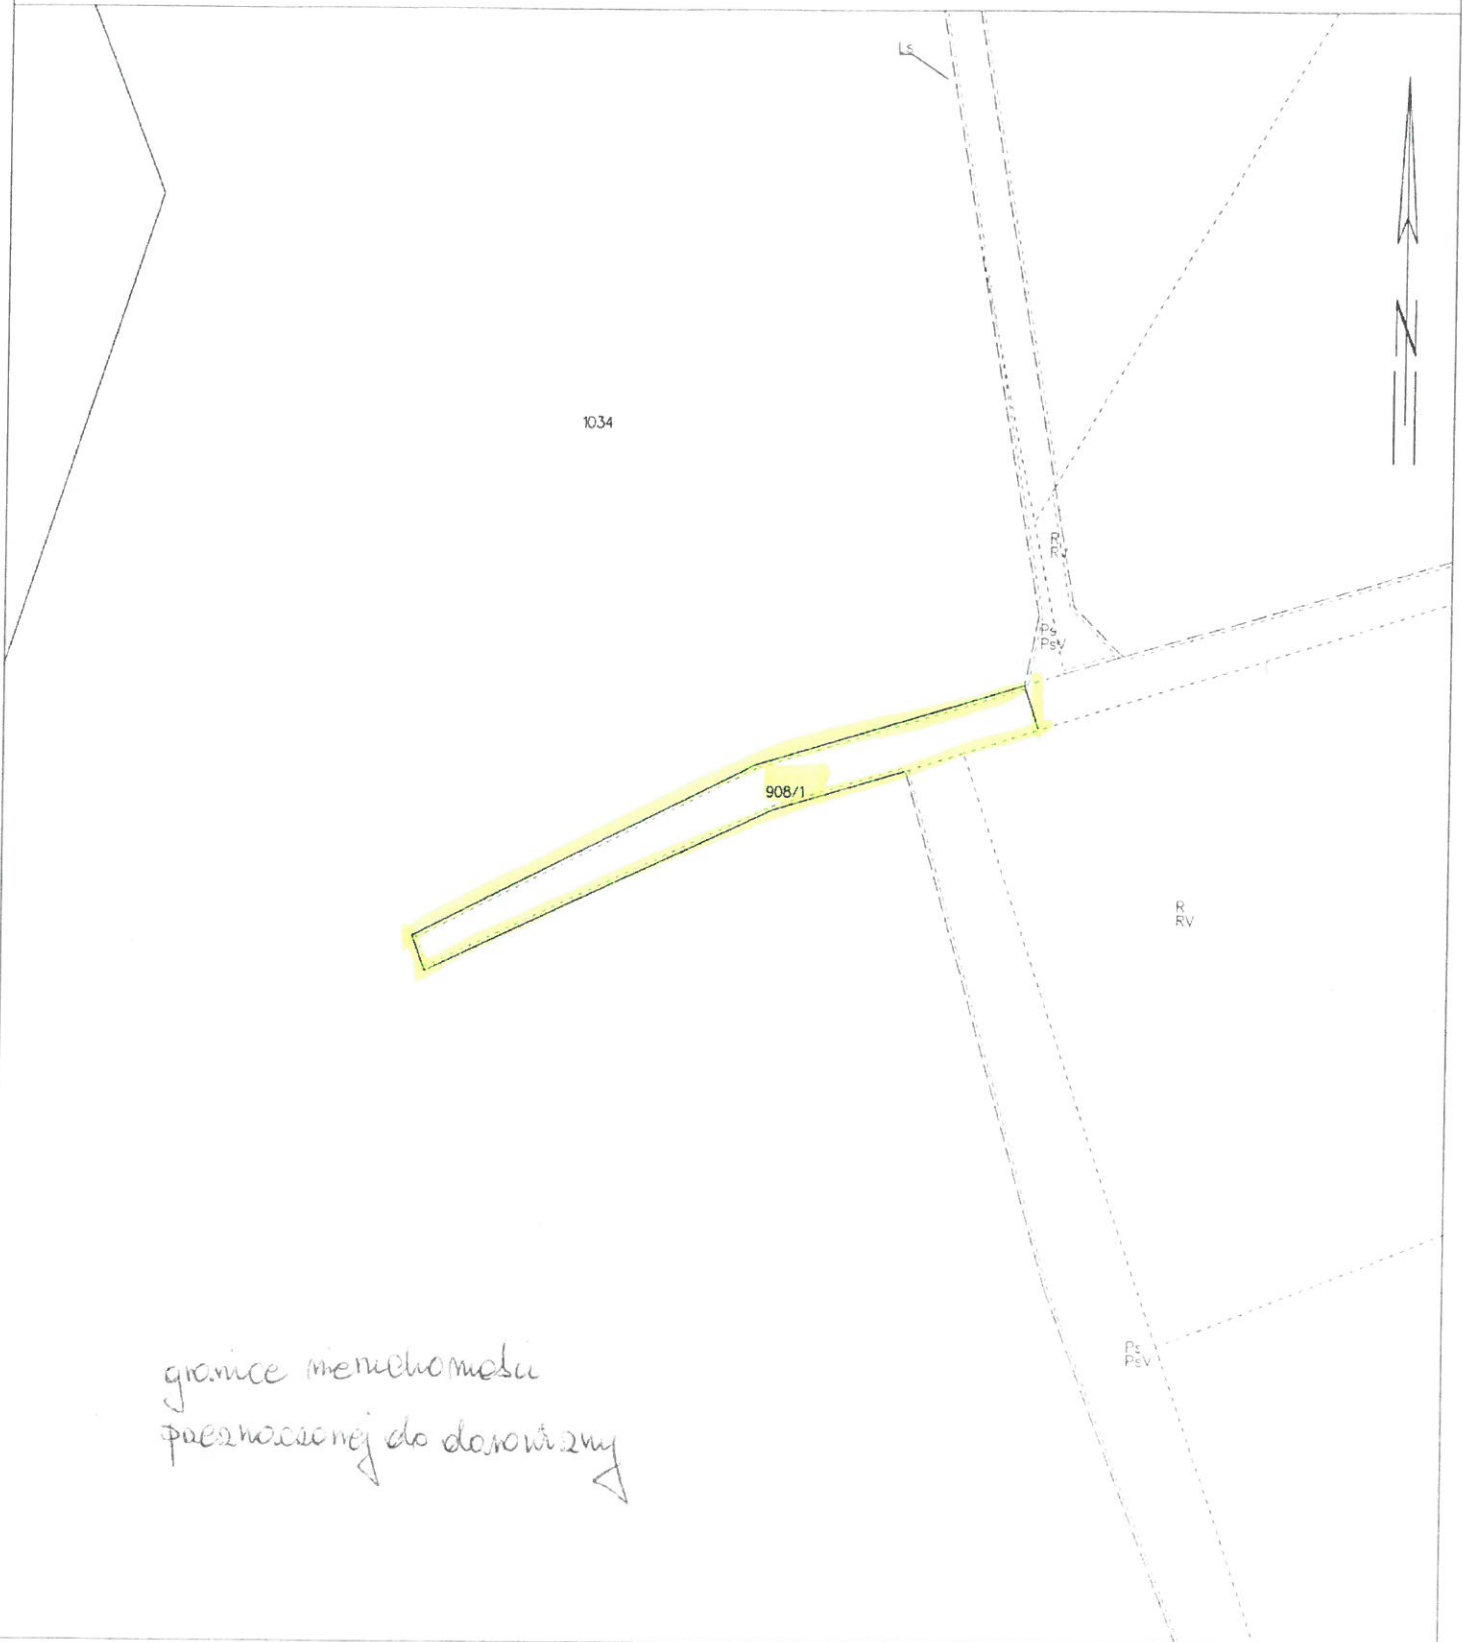 Ls
N
1034
R
RV
Ps
PsV
908/1
R
RV
Ps
PsV
granice nieruchomości
przeznaczonej do darowizny